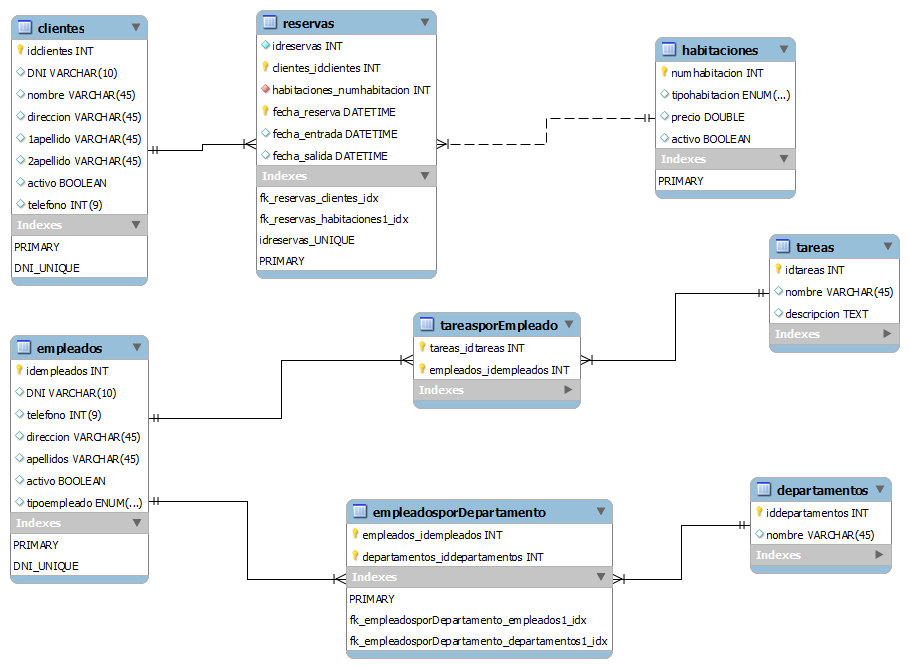 clientes
idclientes INT
DNI VARCHAR(10)
nombre VARCHAR(45)
direccion VARCHAR(45)
1apellido VARCHAR(45)
2apellido VARCHAR(45)
activo BOOLEAN
telefono INT(9)
Indexes
PRIMARY
DNI_UNIQUE
reservas
idreservas INT
clientes_idclientes INT
habitaciones_numhabitacion INT
fecha_reserva DATETIME
fecha_entrada DATETIME
fecha_salida DATETIME
Indexes
fk_reservas_clientes_idx
fk_reservas_habitaciones1_idx
idreservas_UNIQUE
PRIMARY
habitaciones
numhabitacion INT
tipohabitacion ENUM(...)
precio DOUBLE
activo BOOLEAN
Indexes
PRIMARY
tareas
idtareas INT
nombre VARCHAR(45)
descripcion TEXT
Indexes
tareasporEmpleado
tareas_idtareas INT
empleados_idempleados INT
Indexes
empleados
idempleados INT
DNI VARCHAR(10)
telefono INT(9)
direccion VARCHAR(45)
apellidos VARCHAR(45)
activo BOOLEAN
tipoempleado ENUM(...)
Indexes
PRIMARY
DNI_UNIQUE
empleadosporDepartamento
empleados_idempleados INT
departamentos_iddepartamentos INT
Indexes
PRIMARY
fk_empleadosporDepartamento_empleados1_idx
fk_empleadosporDepartamento_departamentos1_idx
departamentos
iddepartamentos INT
nombre VARCHAR(45)
Indexes